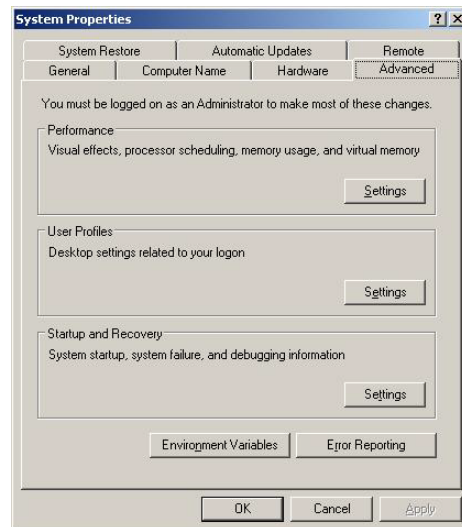 System Properties
System Restore Automatic Updates Remote
General Computer Name Hardware Advanced
You must be logged on as an Administrator to make most of these changes.
Performance
Visual effects, processor scheduling, memory usage, and virtual memory
Settings
User Profiles
Desktop settings related to your logon
Settings
Startup and Recovery
System startup, system failure, and debugging information
Settings
Environment Variables Error Reporting
OK Cancel Apply